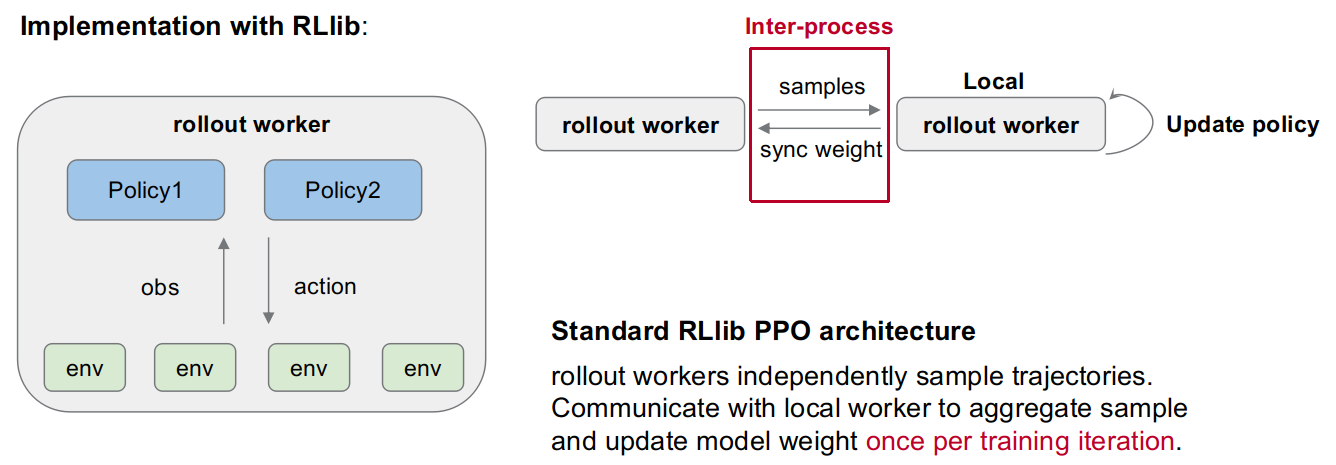 Implementation with RLlib:
rollout worker
Policy1
Policy2
obs
action
env
env
env
env
Inter-process
rollout worker
samples
sync weight
Local
rollout worker
Update policy
Standard RLlib PPO architecture
rollout workers independently sample trajectories.
Communicate with local worker to aggregate sample
and update model weight once per training iteration.